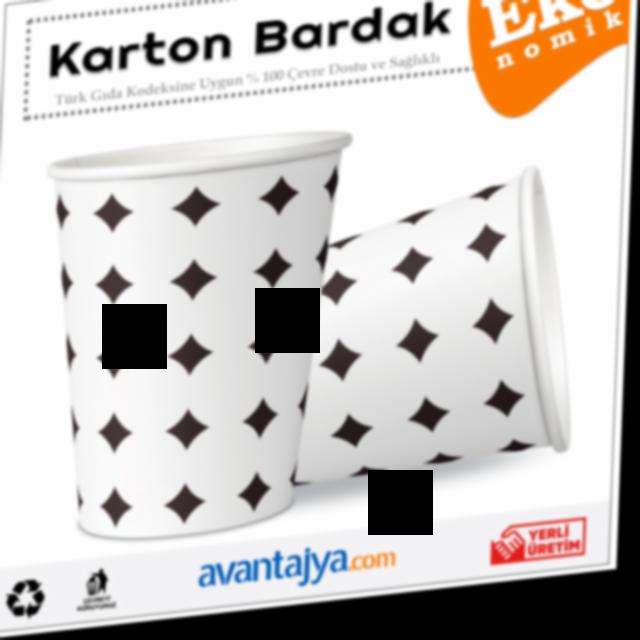 Karton Bardak
Türk Gıda Kodeksine Uygun % 100 Çevre Dostu ve Sağlıklı
Eko
nomik
avantajya.com
YERLİ
ÜRETİM